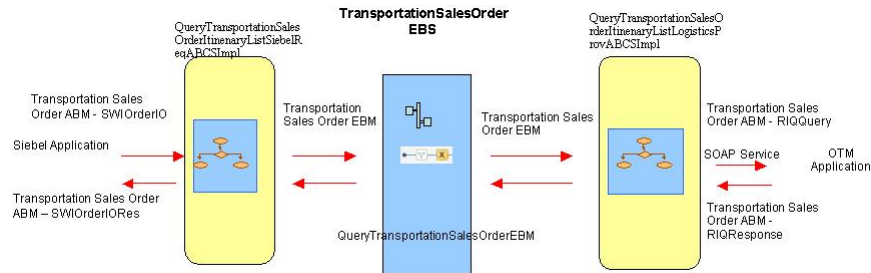 QueryTransportationSales
OrderItinenaryListSiebelR
eqABCSImpl
TransportationSalesOrder
EBS
QueryTransportationSalesO
rderItinenaryListLogisticsP
rovABCSImpl
Transportation Sales
Order ABM - SWIOrderIO
Siebel Application
Transportation Sales Order
ABM – SWIOrderIORes
Transportation
Sales Order EBM
X
QueryTransportationSalesOrderEBM
Transportation Sales
Order EBM
Transportation Sales
Order ABM - RIQQuery
SOAP Service
OTM
Application
Transportation Sales
Order ABM -
RIQResponse